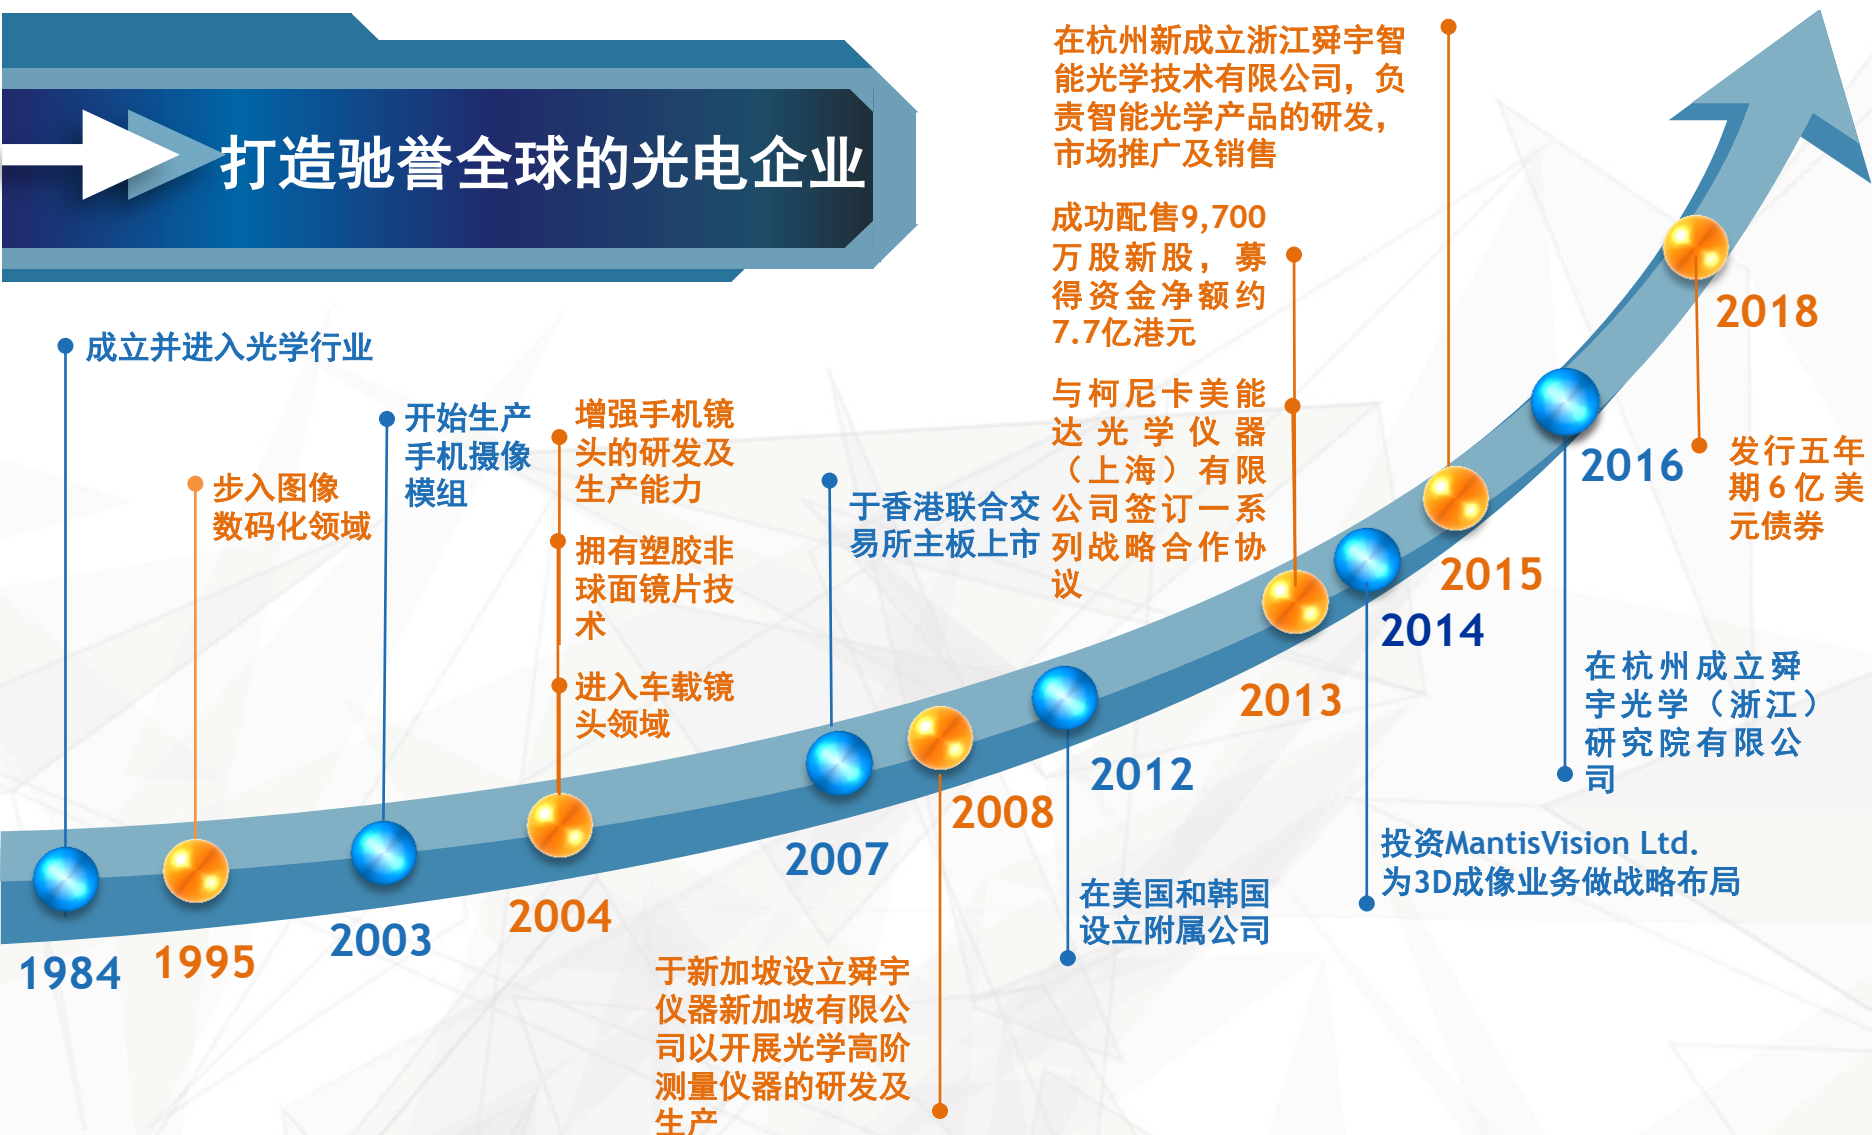 打造驰誉全球的光电企业
成立并进入光学行业
1984
步入图像
数码化领域
1995
开始生产
手机摄像
模组
2003
增强手机镜
头的研发及
生产能力
拥有塑胶非
球面镜片技
术
进入车载镜
头领域
2004
于香港联合交
易所主板上市
2007
于新加坡设立舜宇
仪器新加坡有限公
司以开展光学高阶
测量仪器的研发及
生产
2008
在美国和韩国
设立附属公司
2012
成功配售9,700
万股新股，募
得资金净额约
7.7亿港元
与柯尼卡美能
达光学仪器
（上海）有限
公司签订一系
列战略合作协
议
2013
投资MantisVision Ltd.
为3D成像业务做战略布局
2014
在杭州新成立浙江舜宇智
能光学技术有限公司，负
责智能光学产品的研发，
市场推广及销售
2015
在杭州成立舜
宇光学（浙江）
研究院有限公
司
2016
发行五年
期6亿美
元债券
2018